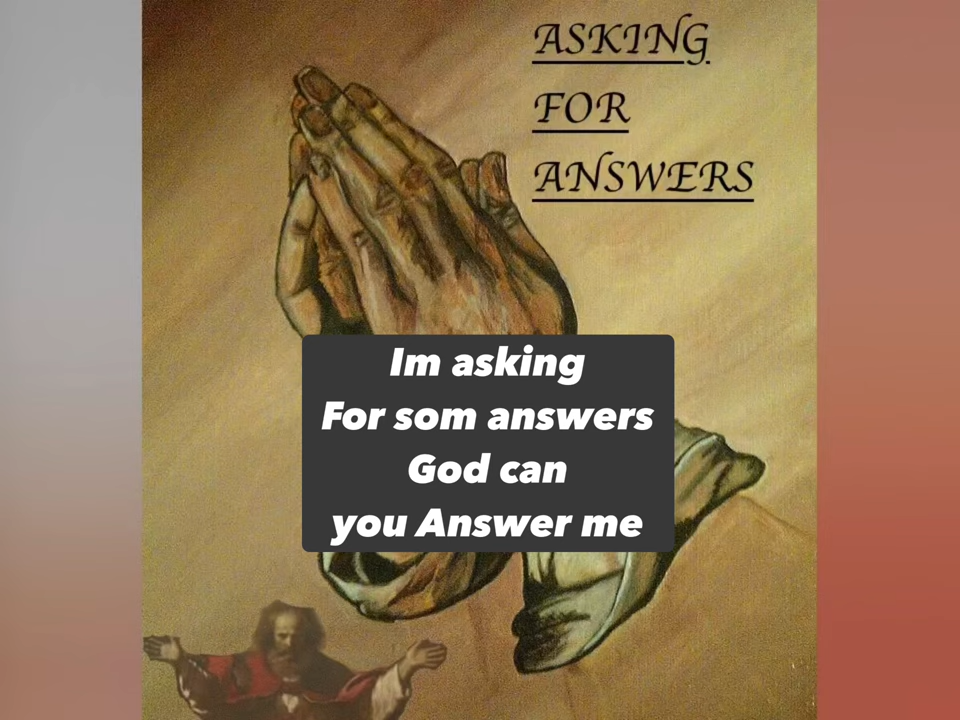 ASKING
FOR
ANSWERS
Im asking
For som answers
God can
you Answer me